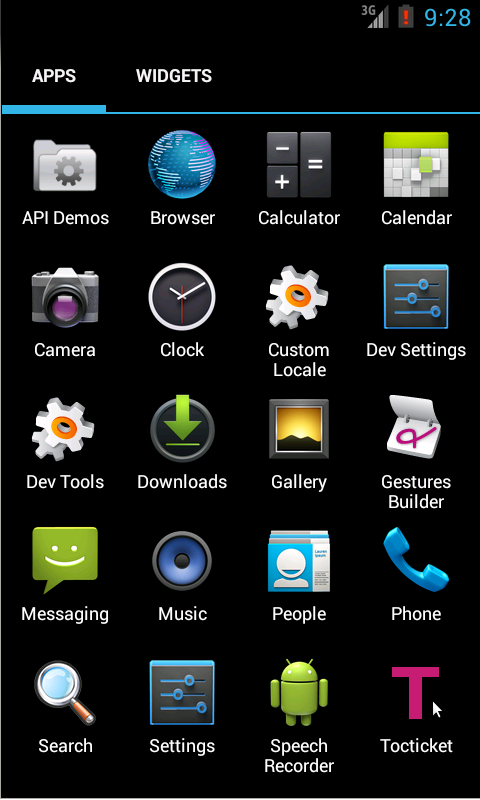 3G 9:28
APPS WIDGETS
API Demos Browser Calculator Calendar
Camera Clock Custom Locale Dev Settings
Dev Tools Downloads Gallery Gestures Builder
Messaging Music People Phone
Search Settings Speech Recorder T Tocticket